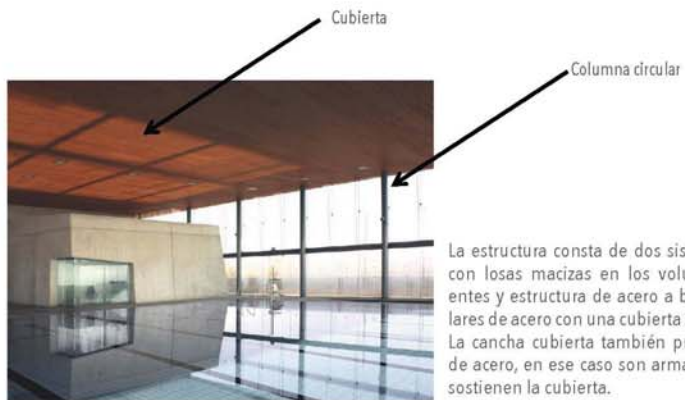 Cubierta
Columna circular
La estructura consta de dos
con losas macizas en los
entes y estructura de acero a
lares de acero con una cubierta
La cancha cubierta también
de acero, en ese caso son
sostienen la cubierta.